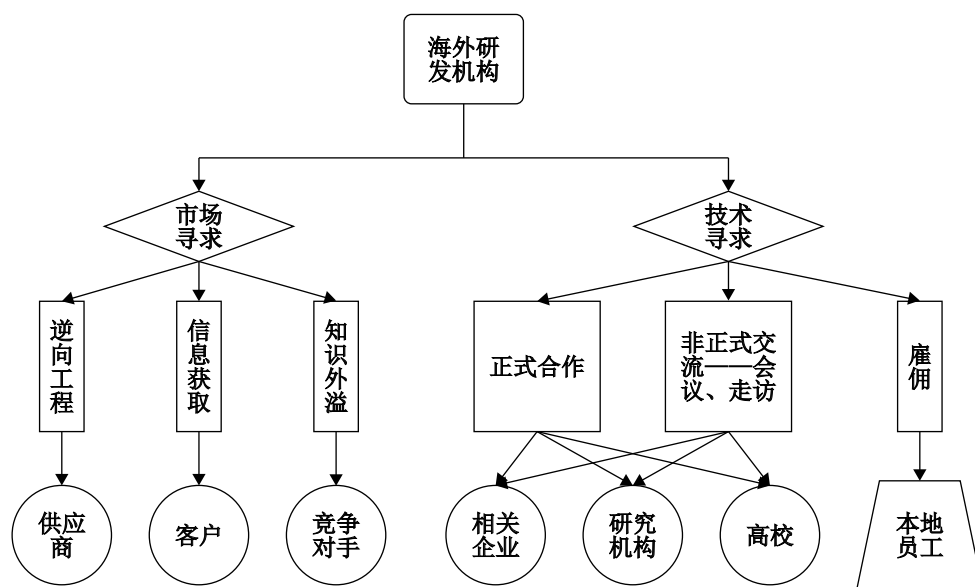 海外研
发机构
市场
寻求
技术
寻求
逆向工程
信息获取
知识外溢
正式合作
非正式交
流——会
议、走访
雇佣
供应
商
客户
竞争
对手
相关
企业
研究
机构
高校
本地
员工